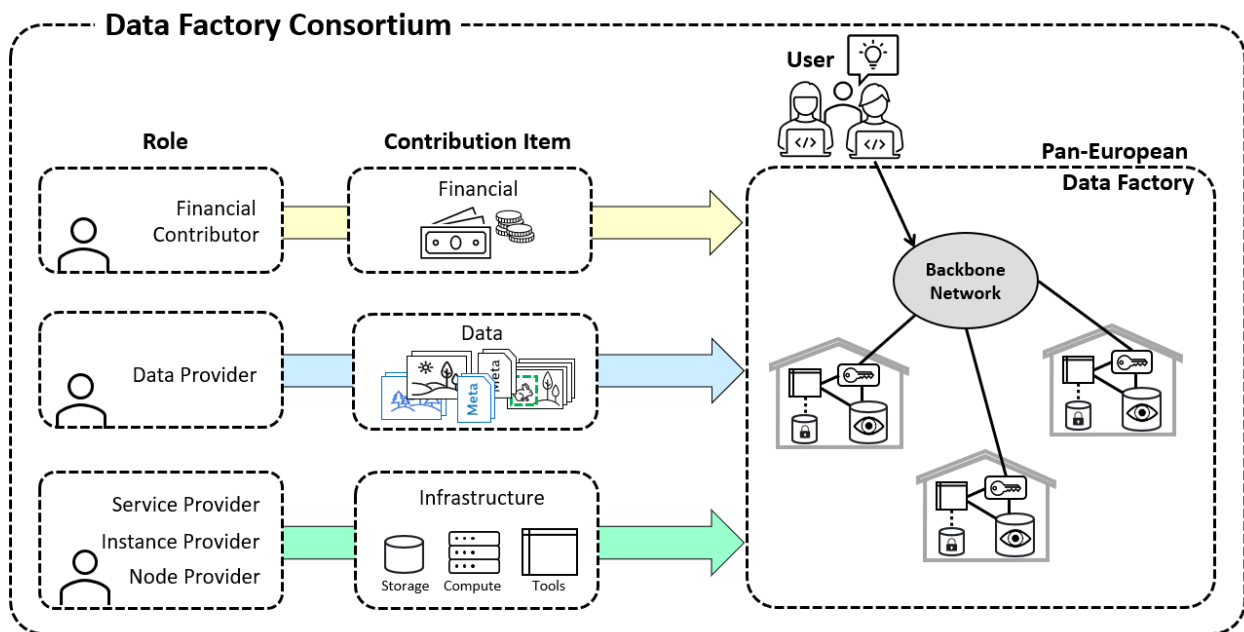 Data Factory Consortium
User
</>
</>
Role
Contribution Item
Pan-European
Data Factory
Financial
Contributor
Financial
Backbone
Network
Data Provider
Data
Meta
Meta
Service Provider
Instance Provider
Node Provider
Infrastructure
Storage
Compute
Tools